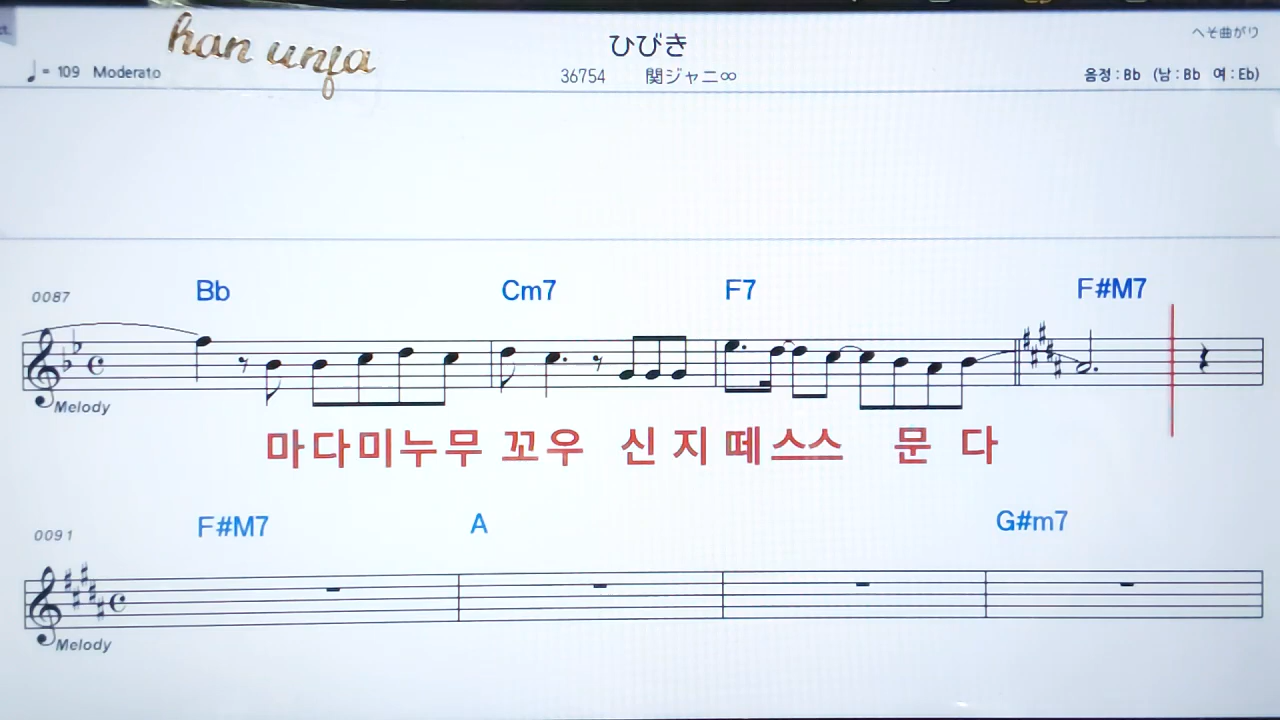 han unja
ひびき
へそ曲がり
♩= 109 Moderato
36754 関ジャニ∞
음정 : Bb (남 : Bb 여 : Eb)
0087 Bb Cm7 F7 F#M7
Melody
마다미누무 꼬우 신지떼스스 문다
0091 F#M7 A G#m7
Melody